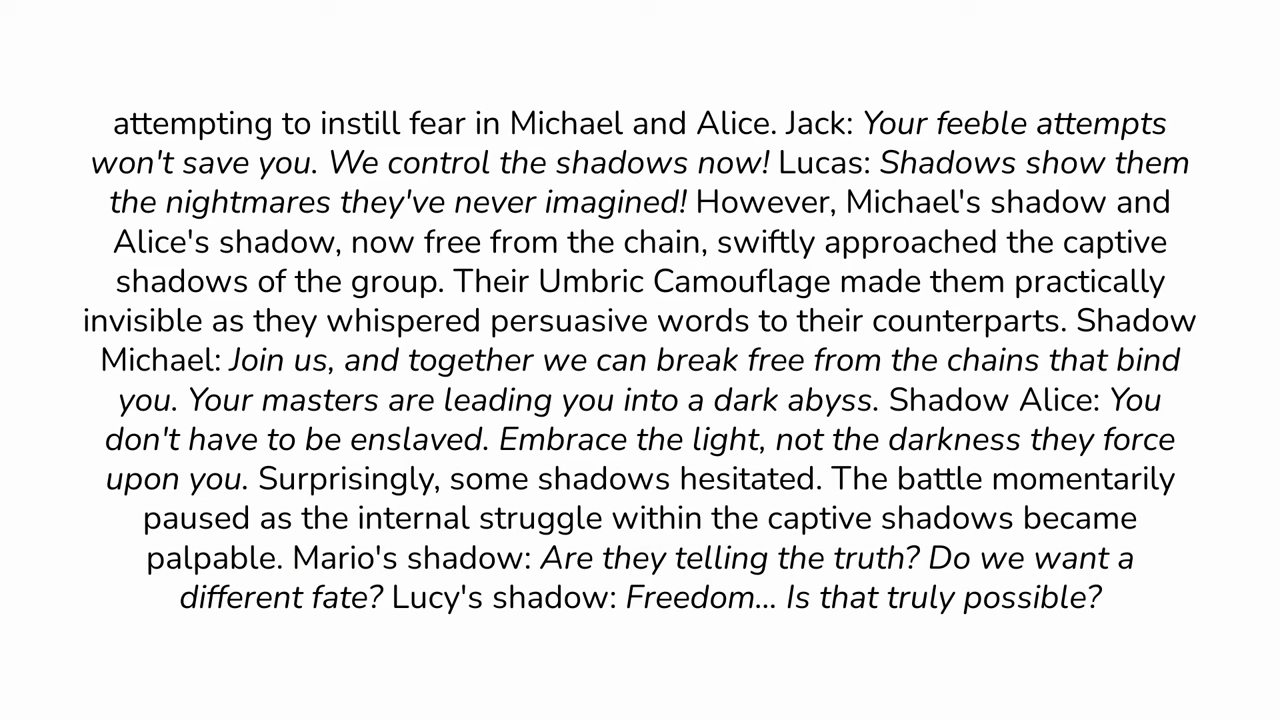 attempting to instill fear in Michael and Alice. Jack: Your feeble attempts
won't save you. We control the shadows now! Lucas: Shadows show them
the nightmares they've never imagined! However, Michael's shadow and
Alice's shadow, now free from the chain, swiftly approached the captive
shadows of the group. Their Umbric Camouflage made them practically
invisible as they whispered persuasive words to their counterparts. Shadow
Michael: Join us, and together we can break free from the chains that bind
you. Your masters are leading you into a dark abyss. Shadow Alice: You
don't have to be enslaved. Embrace the light, not the darkness they force
upon you. Surprisingly, some shadows hesitated. The battle momentarily
paused as the internal struggle within the captive shadows became
palpable. Mario's shadow: Are they telling the truth? Do we want a
different fate? Lucy's shadow: Freedom... Is that truly possible?